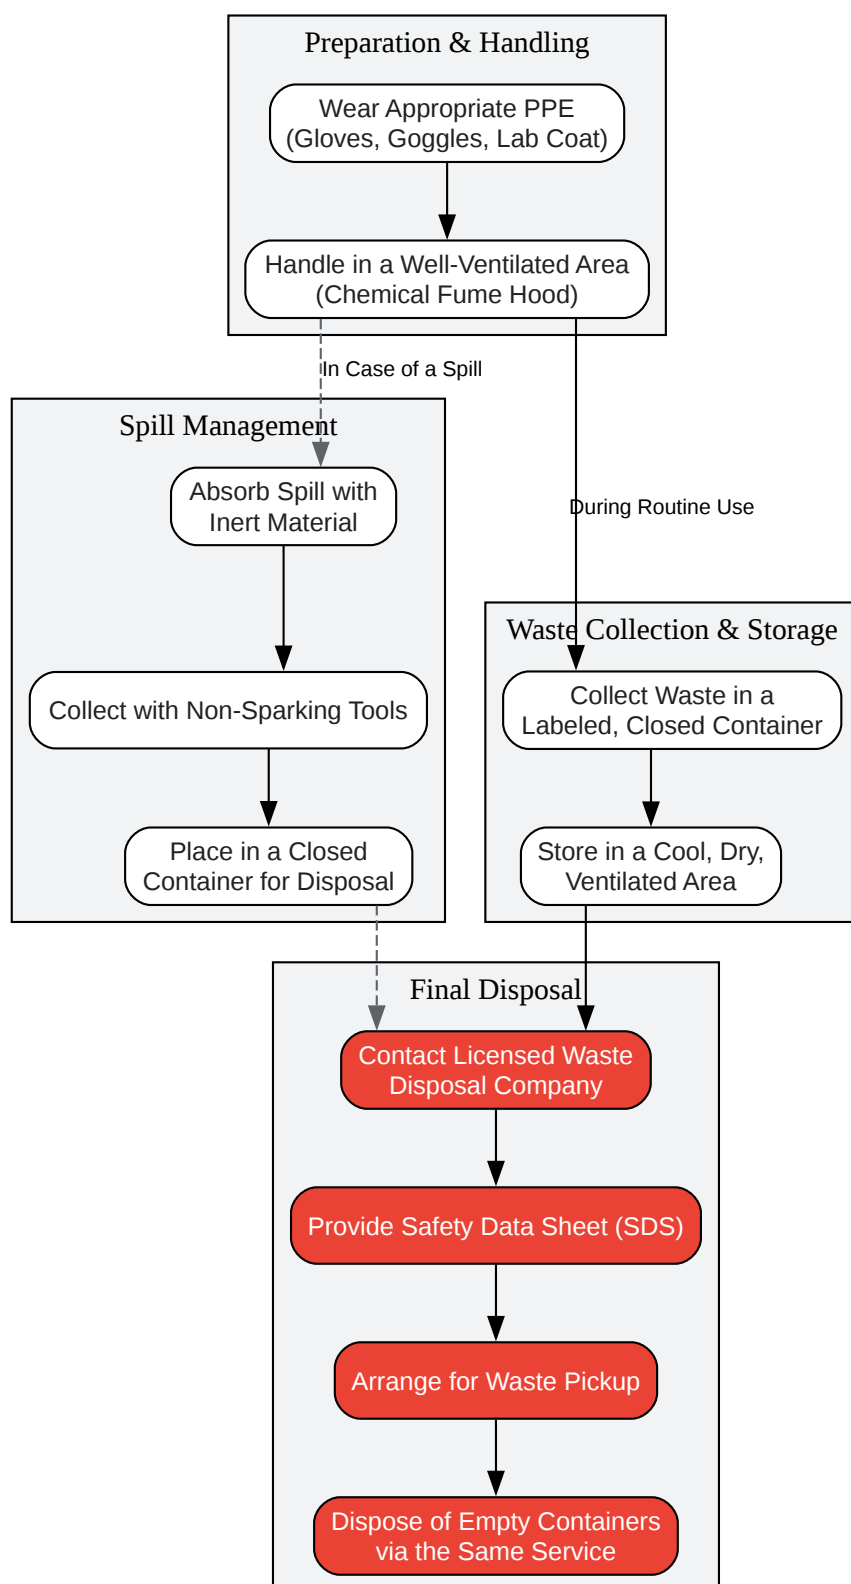 Preparation & Handling
Wear Appropriate PPE
(Gloves, Goggles, Lab Coat)
Handle in a Well-Ventilated Area
(Chemical Fume Hood)
In Case of a Spill
Spill Management
Absorb Spill with
Inert Material
During Routine Use
Collect with Non-Sparking Tools
Place in a Closed
Container for Disposal
Waste Collection & Storage
Collect Waste in a
Labeled, Closed Container
Store in a Cool, Dry,
Ventilated Area
Final Disposal
Contact Licensed Waste
Disposal Company
Provide Safety Data Sheet (SDS)
Arrange for Waste Pickup
Dispose of Empty Containers
via the Same Service